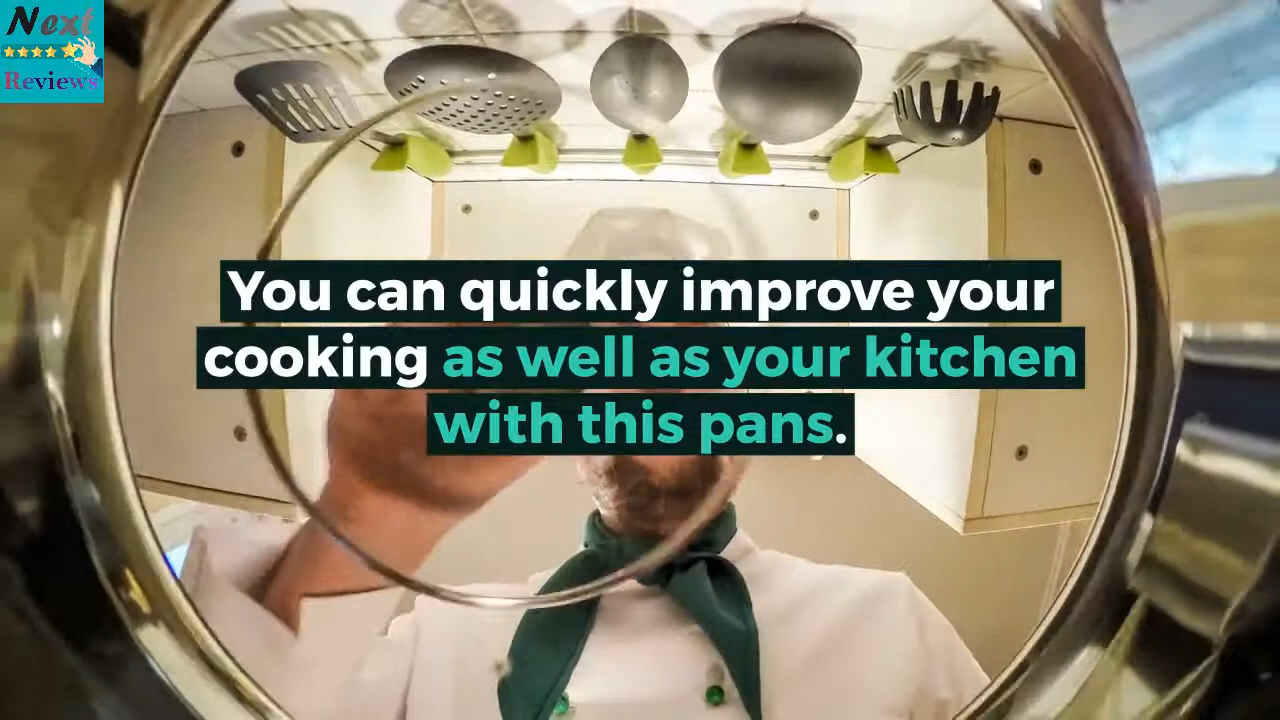 Next
Reviews
You can quickly improve your
cooking as well as your kitchen
with this pans.